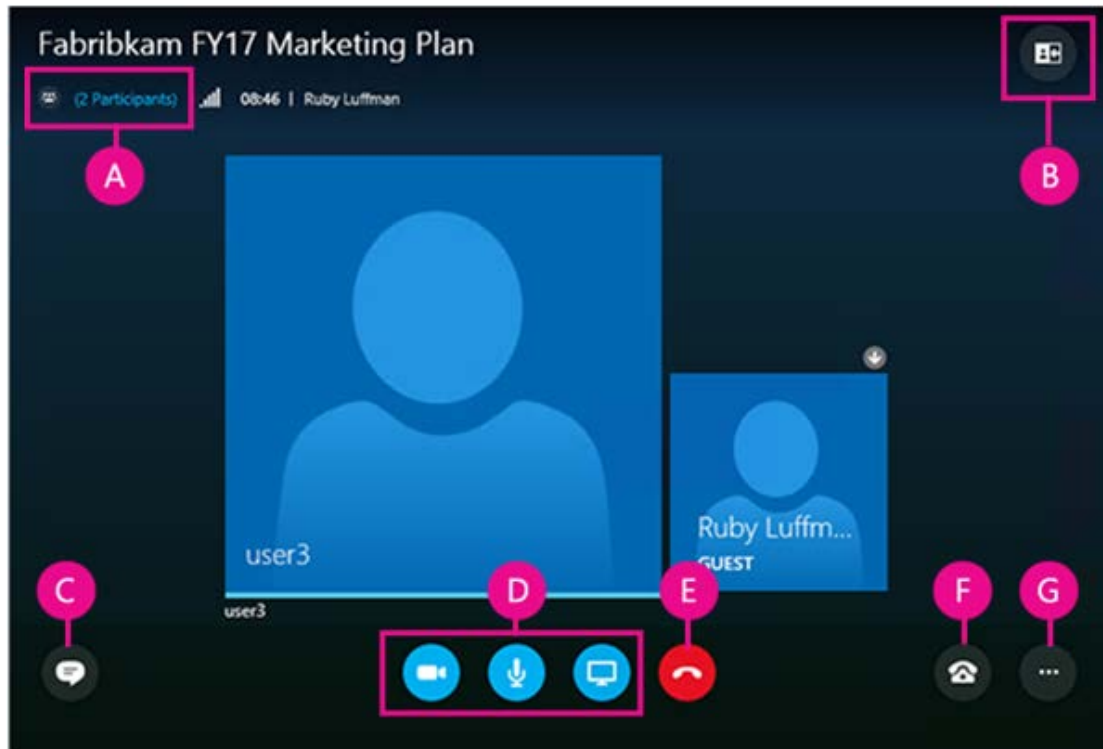 Fabribkam FY17 Marketing Plan
(2 Participants) 08:46 | Ruby Luffman
A
B
user3
Ruby Luffm...
GUEST
user3
C
D
E
F
G